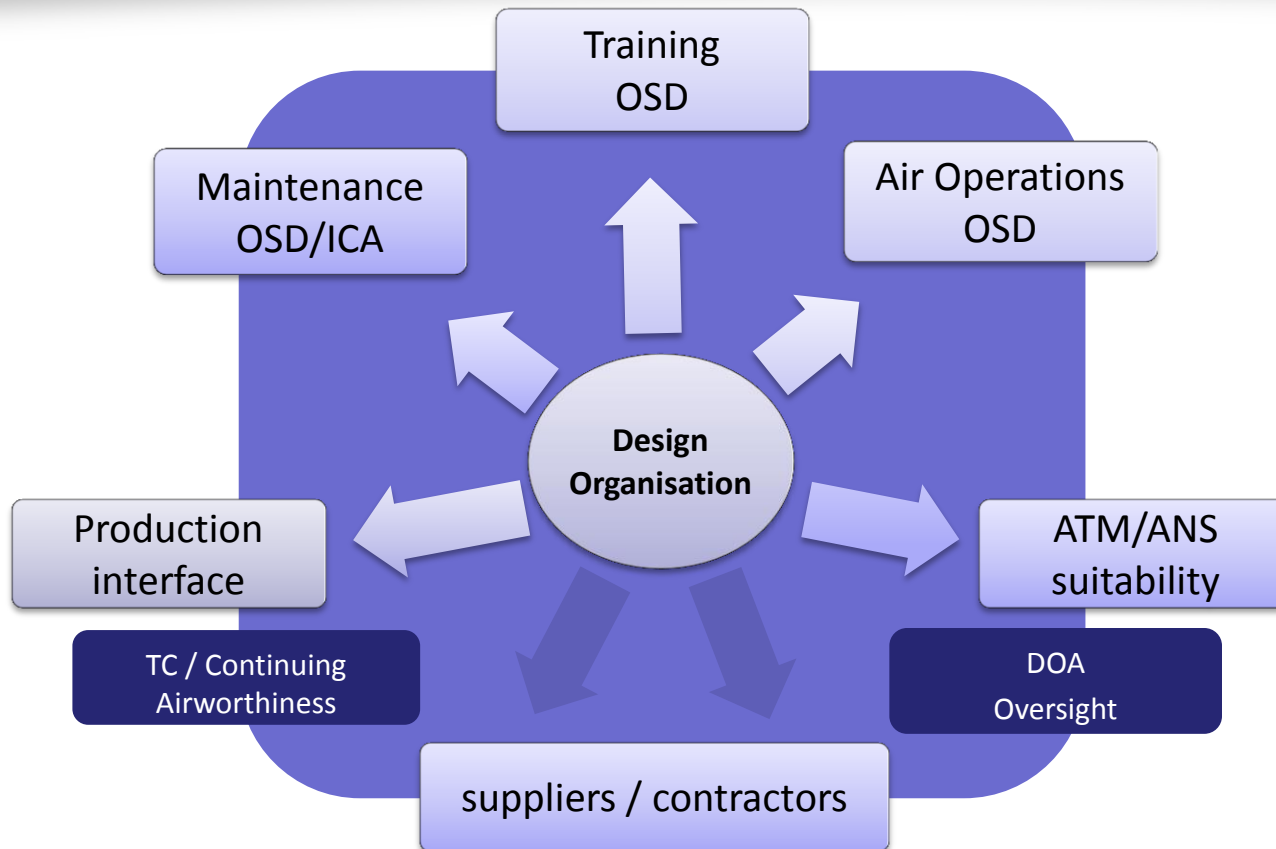 Training
OSD
Maintenance
OSD/ICA
Air Operations
OSD
Design
Organisation
Production
interface
ATM/ANS
suitability
TC / Continuing
Airworthiness
DOA
Oversight
suppliers / contractors